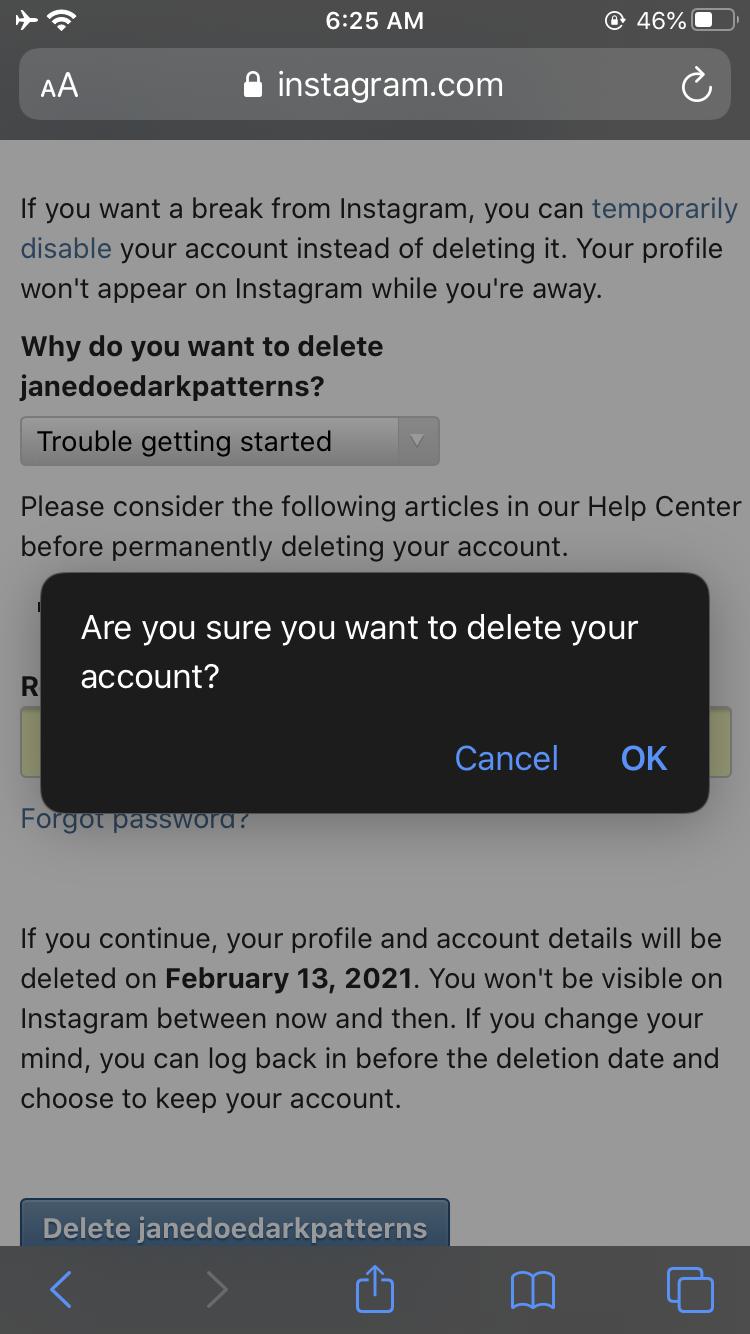 6:25 AM
46%
AA
instagram.com
If you want a break from Instagram, you can temporarily
disable your account instead of deleting it. Your profile
won't appear on Instagram while you're away.
Why do you want to delete
janedoedarkpatterns?
Trouble getting started
Please consider the following articles in our Help Center
before permanently deleting your account.
Are you sure you want to delete your
account?
R
Cancel
OK
Forgot password?
If you continue, your profile and account details will be
deleted on February 13, 2021. You won't be visible on
Instagram between now and then. If you change your
mind, you can log back in before the deletion date and
choose to keep your account.
Delete janedoedarkpatterns